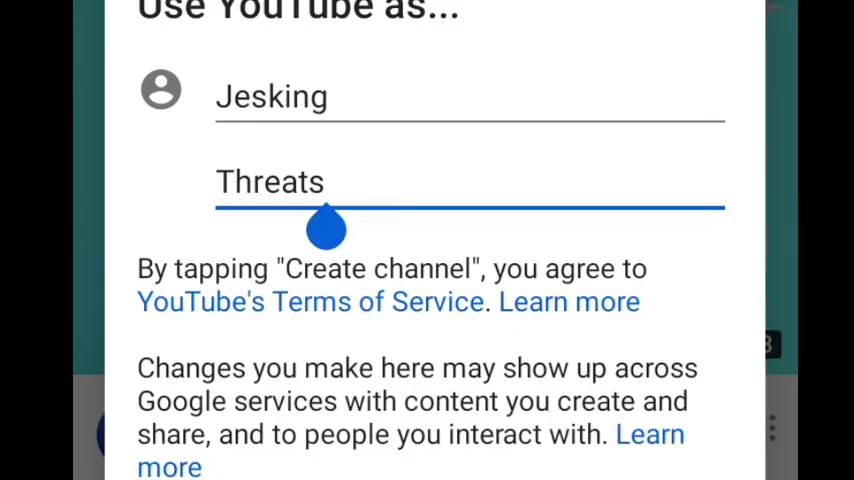 Use YouTube as...
Jesking
Threats
By tapping "Create channel", you agree to
YouTube's Terms of Service. Learn more
Changes you make here may show up across
Google services with content you create and
share, and to people you interact with. Learn
more